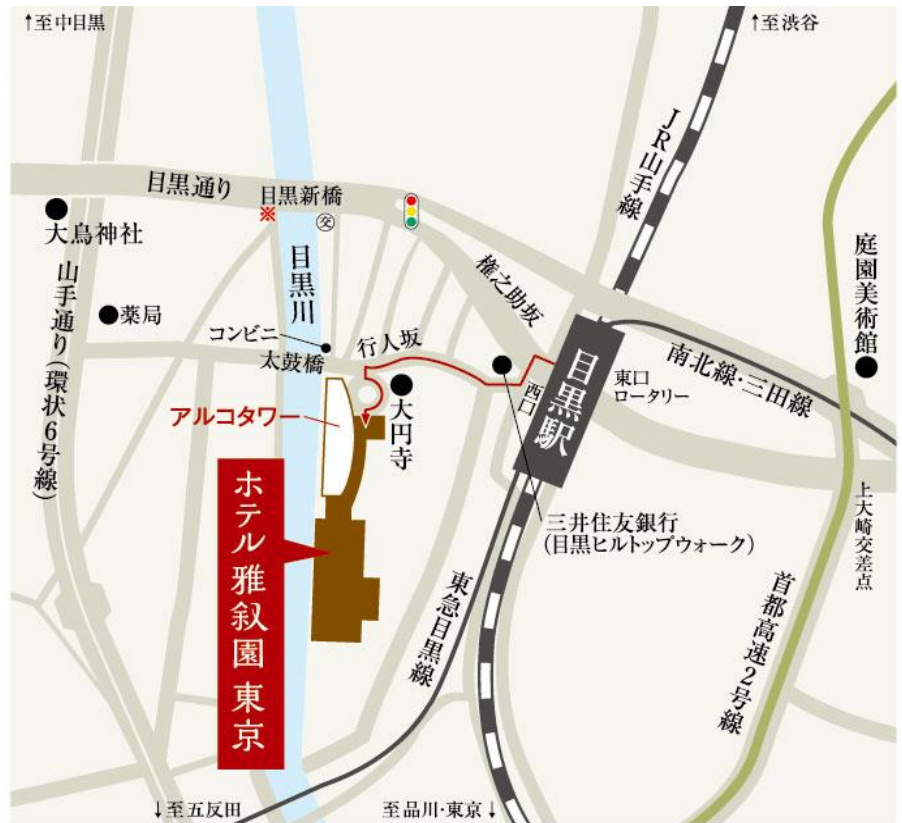 ↑至中目黒
↑至渋谷
JR山手線
目黒通り
目黒新橋
※
交
大鳥神社
目黒川
権之助坂
庭園美術館
山手通り(環状6号線)
薬局
コンビニ
太鼓橋
行人坂
西口
目黒駅
東口
ロータリー
南北線・三田線
アルコタワー
大円寺
ホテル雅叙園 東京
三井住友銀行
(目黒ヒルトップウォーク)
上大崎交差点
東急目黒線
首都高速2号線
↓至五反田
至品川・東京↓